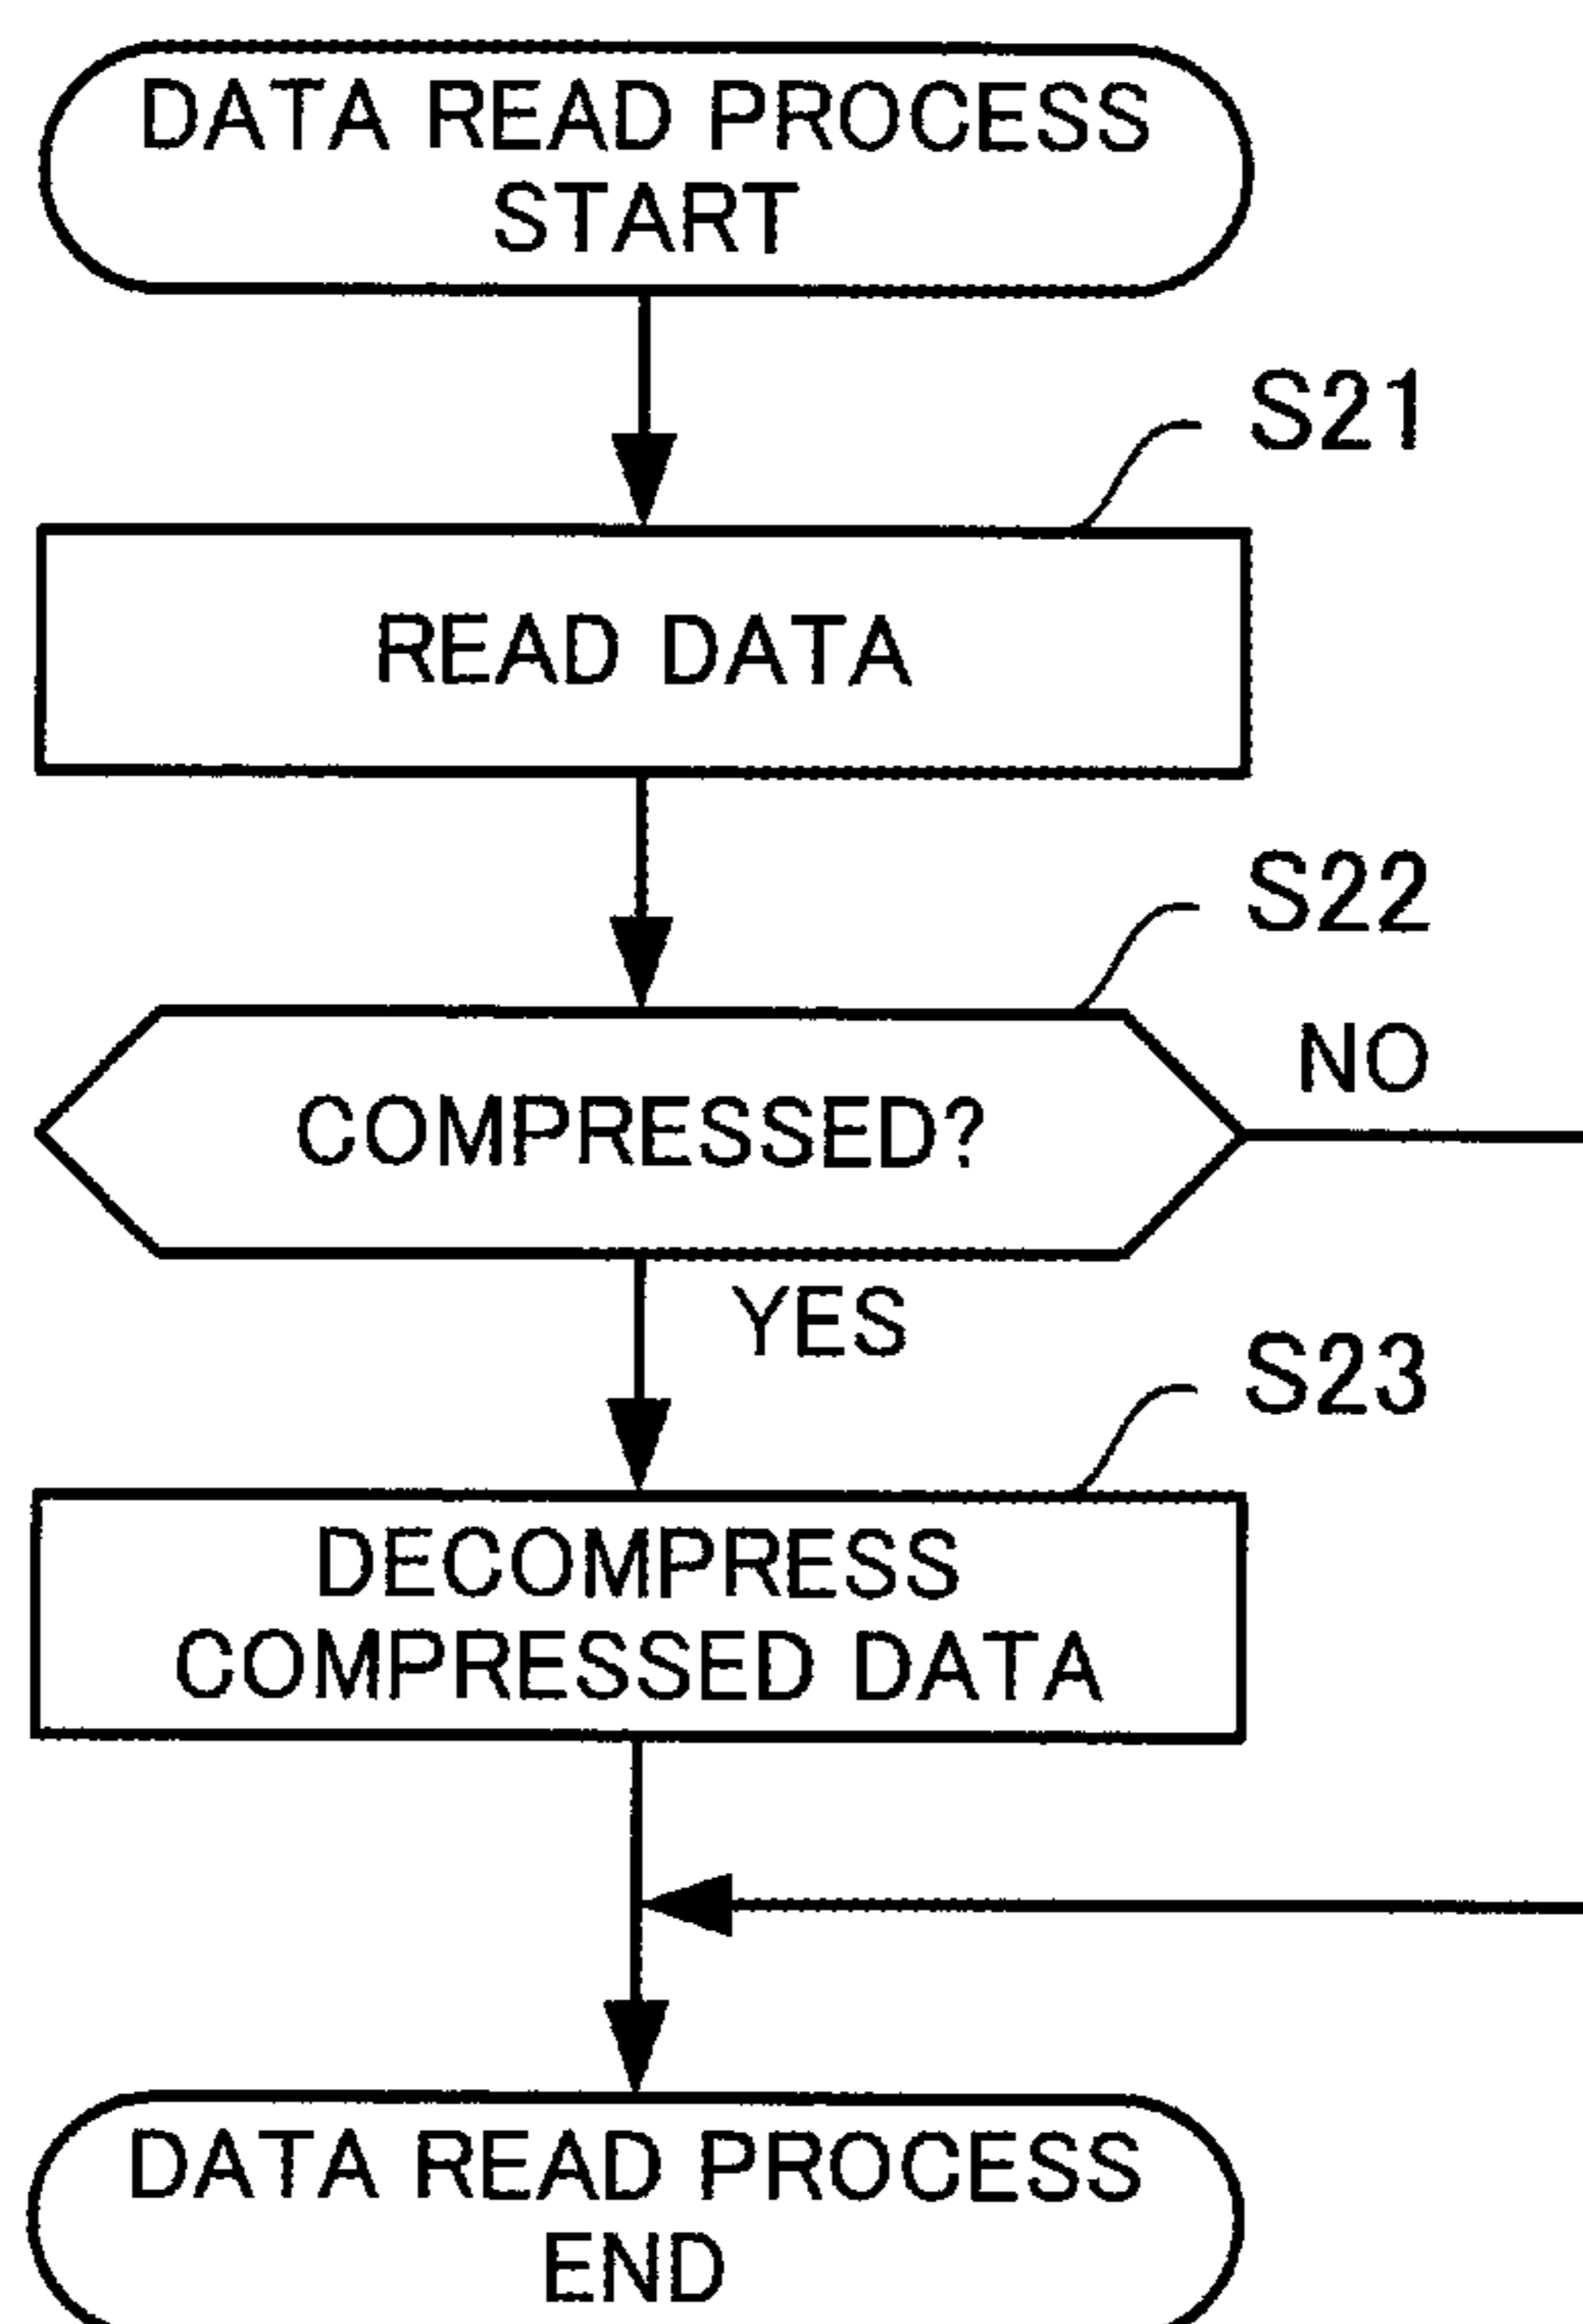 DATA READ PROCESS
START
S21
READ DATA
S22
NO
COMPRESSED?
YES
S23
DECOMPRESS
COMPRESSED DATA
DATA READ PROCESS
END